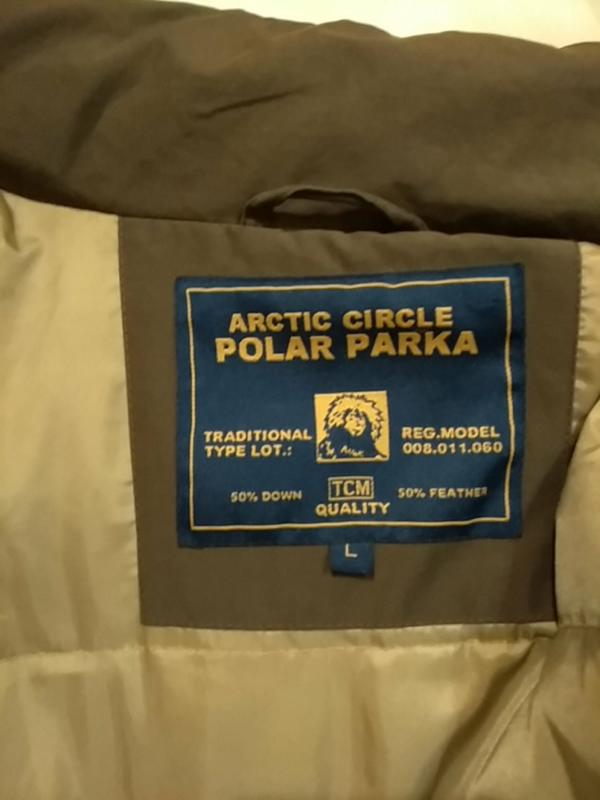 ARCTIC CIRCLE
POLAR PARKA
TRADITIONAL
TYPE LOT.:
REG.MODEL
008.011.060
50% DOWN
TCM
QUALITY
50% FEATHER
L